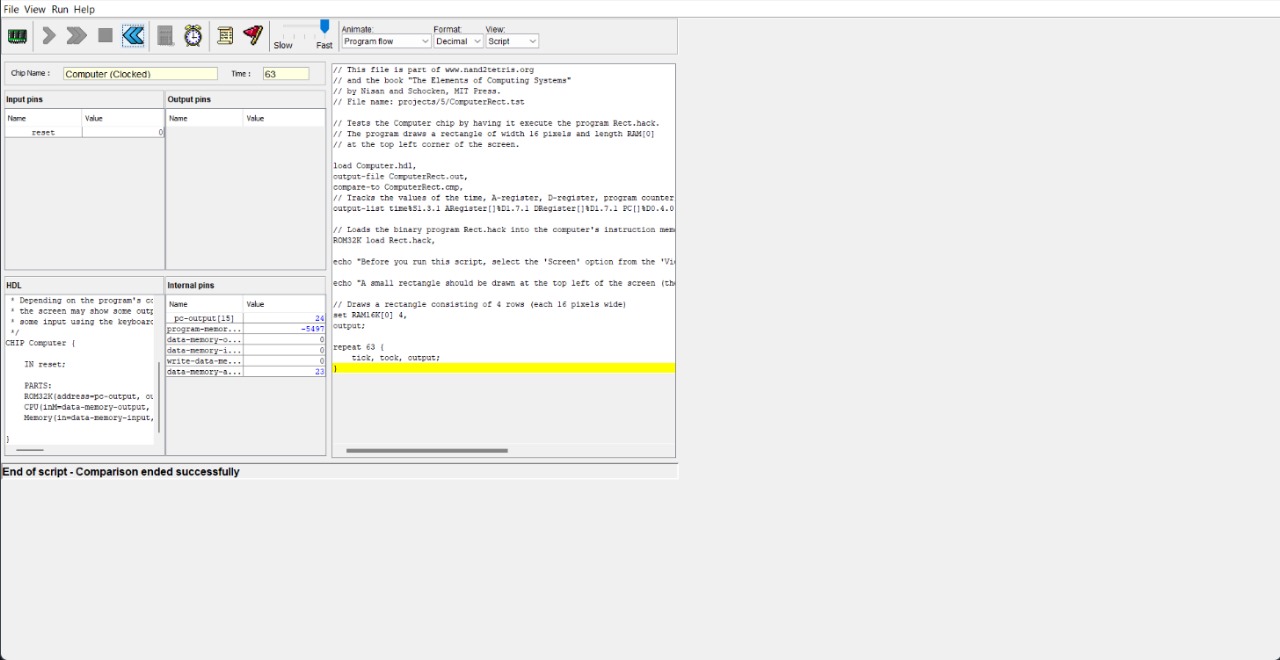 File View Run Help
Slow
Fast
Animate:
Program flow
Format:
Decimal
View:
Script
Chip Name :
Computer (Clocked)
Time :
63
Input pins
Name
Value
reset
0
Output pins
Name
Value
HDL
* Depending on the program's co
* the screen may show some outp
* some input using the keyboard
*/
CHIP Computer {
IN reset;
PARTS:
ROM32K(address=pc-output, ou
CPU(inM=data-memory-output,
Memory(in=data-memory-input,
}
Internal pins
Name
Value
pc-output[15]
24
program-memor...
-5497
data-memory-o...
0
data-memory-i...
0
write-data-me...
0
data-memory-a...
23
// This file is part of www.nand2tetris.org
// and the book "The Elements of Computing Systems"
// by Nisan and Schocken, MIT Press.
// File name: projects/5/ComputerRect.tst
// Tests the Computer chip by having it execute the program Rect.hack.
// The program draws a rectangle of width 16 pixels and length RAM[0]
// at the top left corner of the screen.
load Computer.hdl,
output-file ComputerRect.out,
compare-to ComputerRect.cmp,
// Tracks the values of the time, A-register, D-register, program counter
output-list time%S1.3.1 ARegister[]%D1.7.1 DRegister[]%D1.7.1 PC[]%D0.4.0
// Loads the binary program Rect.hack into the computer's instruction mem
ROM32K load Rect.hack,
echo "Before you run this script, select the 'Screen' option from the 'Vi
echo "A small rectangle should be drawn at the top left of the screen (th
// Draws a rectangle consisting of 4 rows (each 16 pixels wide)
set RAM16K[0] 4,
output;
repeat 63 {
tick, tock, output;
}
End of script - Comparison ended successfully